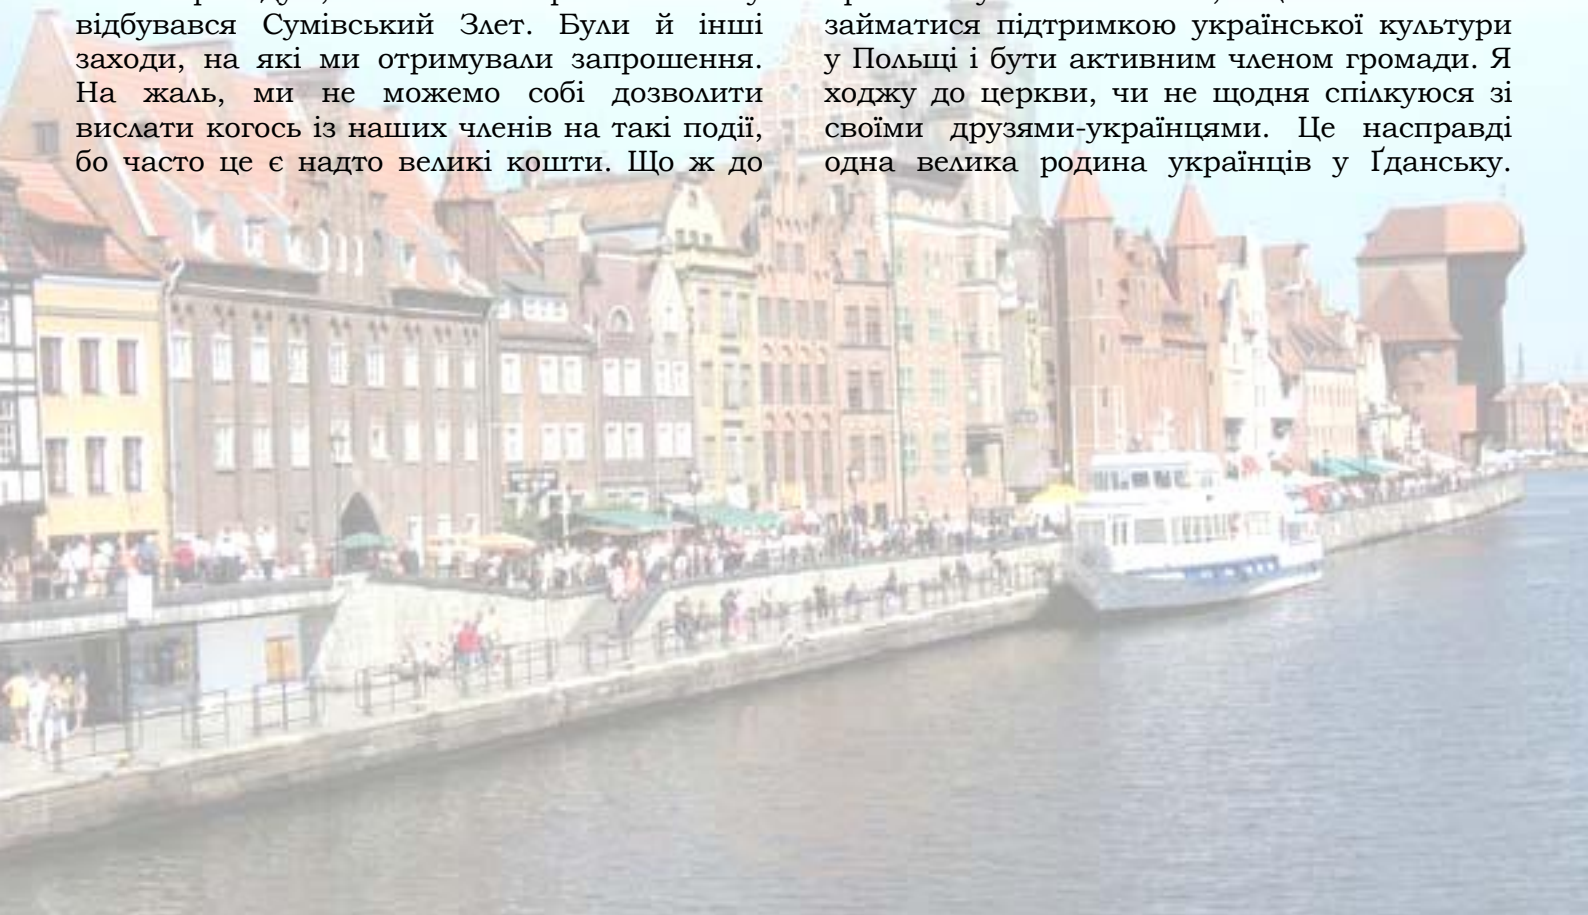 відбувався Сумівський Злет. Були й інші
заходи, на які ми отримували запрошення.
На жаль, ми не можемо собі дозволити
вислати когось із наших членів на такі події,
бо часто це є надто великі кошти. Що ж до
займатися підтримкою української культури
у Польщі і бути активним членом громади. Я
ходжу до церкви, чи не щодня спілкуюся зі
своїми друзями-українцями. Це насправді
одна велика родина українців у Ґданську.